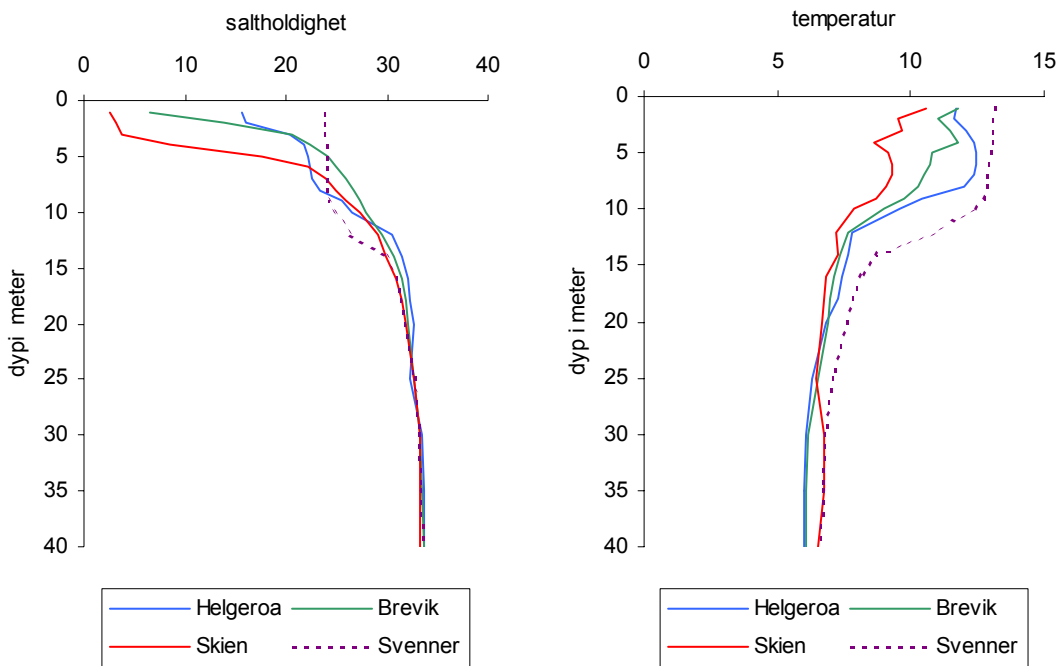 saltholdighet
0 10 20 30 40
0
5
10
15
20
25
30
35
40
dypi meter
Helgeroa Brevik
Skien Svenner
temperatur
0 5 10 15
0
5
10
15
20
25
30
35
40
dyp i meter
Helgeroa Brevik
Skien Svenner